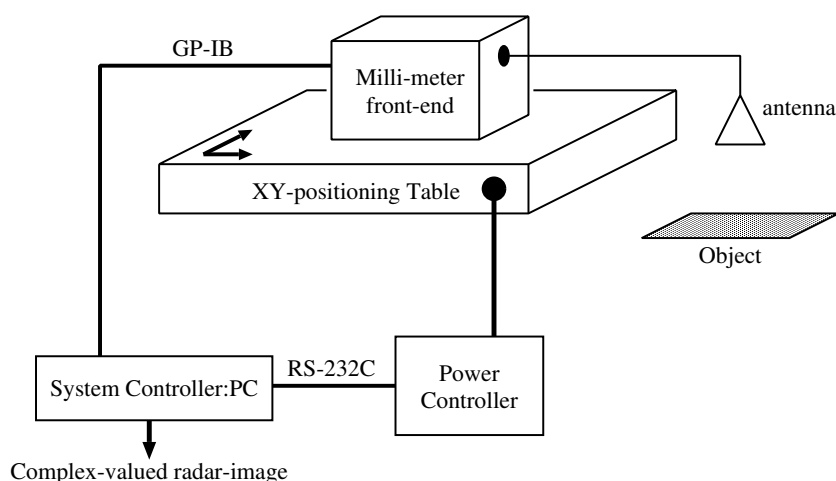 GP-IB
Milli-meter
front-end
antenna
XY-positioning Table
Object
RS-232C
System Controller:PC
Power
Controller
Complex-valued radar-image